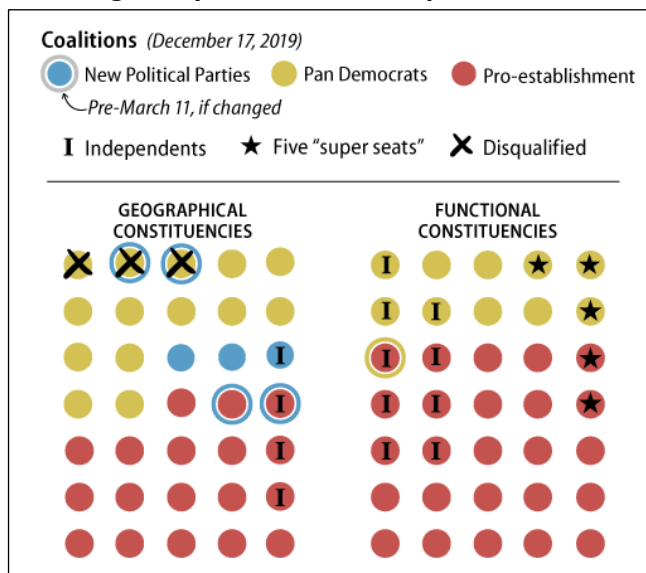 Coalitions (December 17, 2019)
New Political Parties Pan Democrats Pro-establishment
Pre-March 11, if changed
I Independents ★ Five "super seats" ✗ Disqualified
GEOGRAPHICAL CONSTITUENCIES
FUNCTIONAL CONSTITUENCIES
I
I I
I I I
I I I
I I I
I